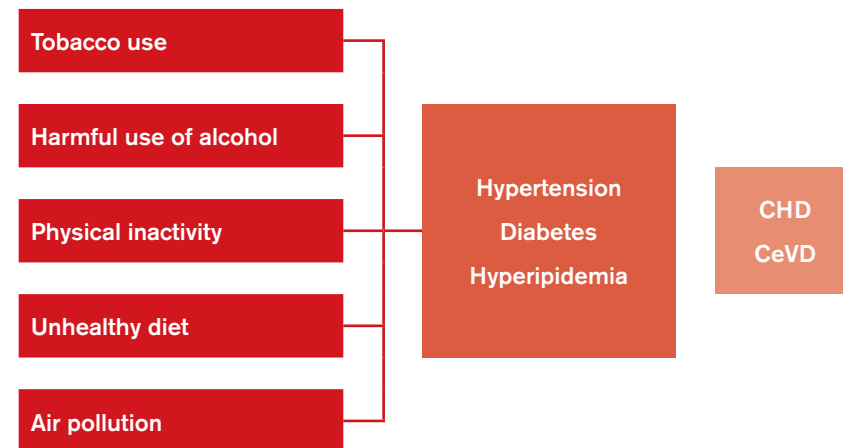 Tobacco use
Harmful use of alcohol
Physical inactivity
Unhealthy diet
Air pollution
Hypertension
Diabetes
Hyperipidemia
CHD
CeVD